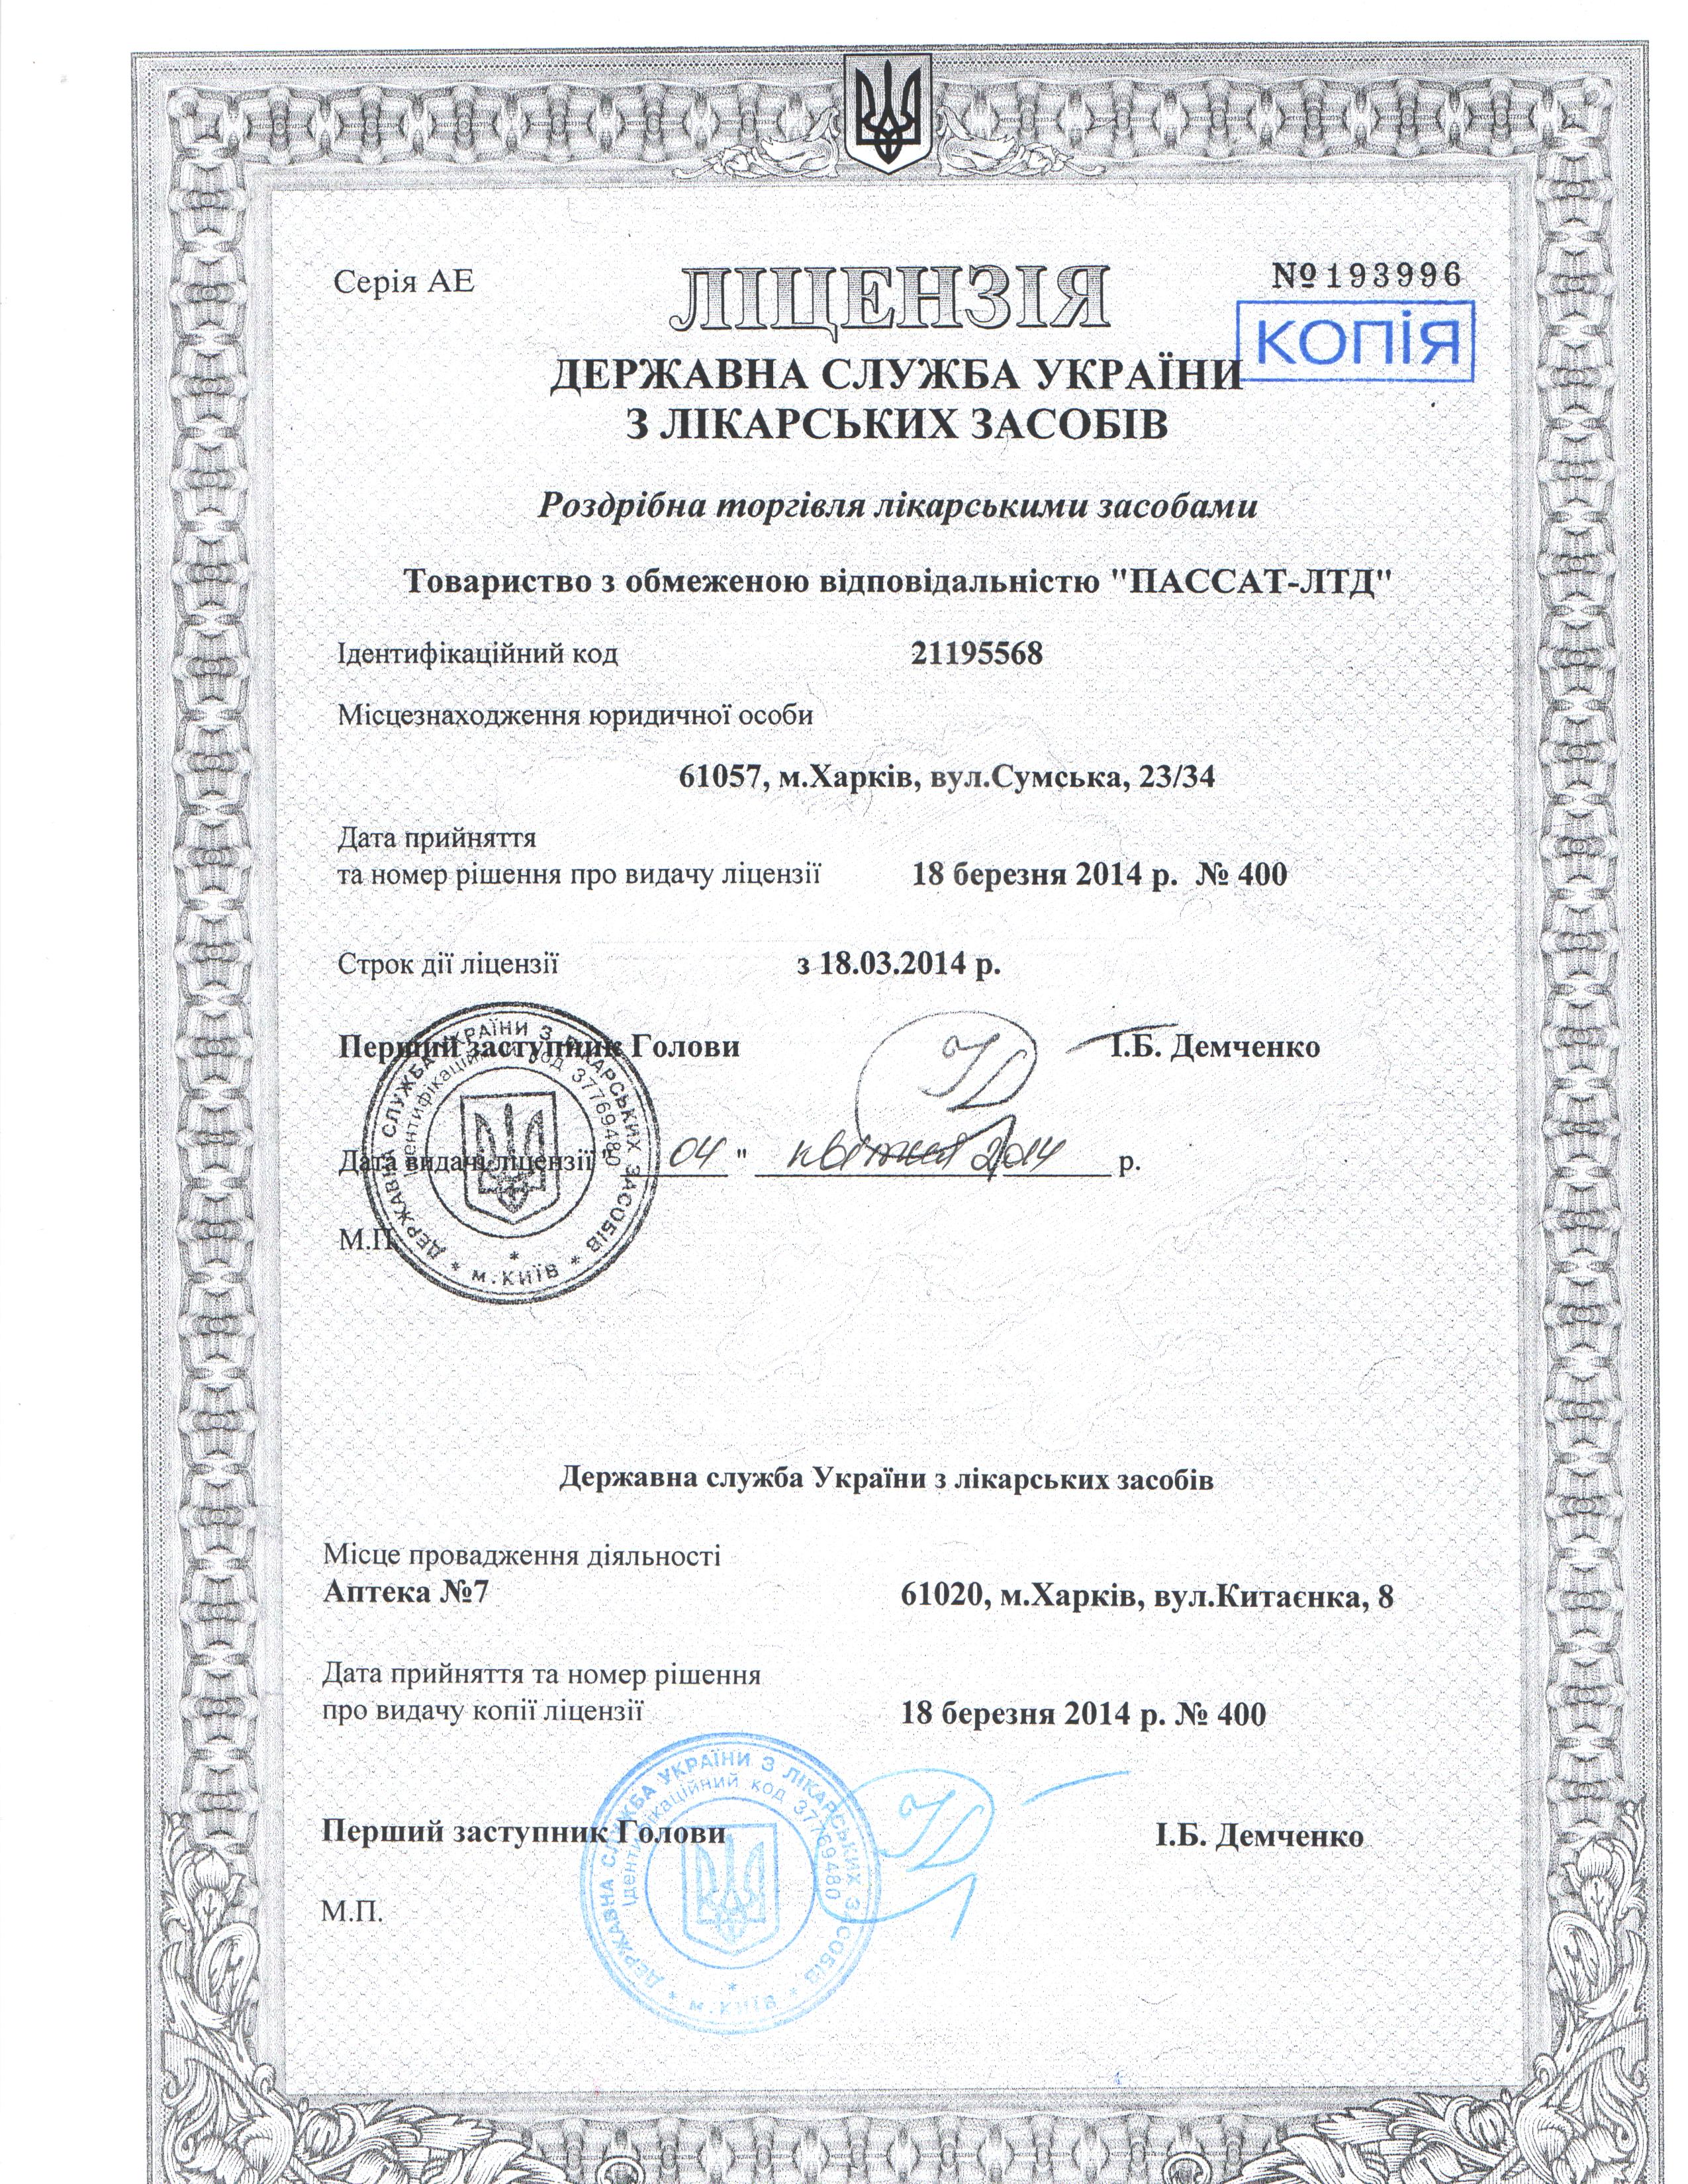 Серія АЕ
ЛІЦЕНЗІЯ
№193996
КОПІЯ
ДЕРЖАВНА СЛУЖБА УКРАЇНИ
З ЛІКАРСЬКИХ ЗАСОБІВ
Роздрібна торгівля лікарськими засобами
Товариство з обмеженою відповідальністю "ПАССАТ-ЛТД"
Ідентифікаційний код 21195568
Місцезнаходження юридичної особи
61057, м.Харків, вул.Сумська, 23/34
Дата прийняття
та номер рішення про видачу ліцензії 18 березня 2014 р. № 400
Строк дії ліцензії з 18.03.2014 р.
Перший заступник Голови І.Б. Демченко
Дата видачі ліцензії "04" квітня 2014 р.
М.П.
ДЕРЖАВНА СЛУЖБА УКРАЇНИ З ЛІКАРСЬКИХ ЗАСОБІВ * м.КИЇВ *
Ідентифікаційний код 37769480
Державна служба України з лікарських засобів
Місце провадження діяльності
Аптека №7 61020, м.Харків, вул.Китаєнка, 8
Дата прийняття та номер рішення
про видачу копії ліцензії 18 березня 2014 р. № 400
Перший заступник Голови І.Б. Демченко
М.П.
ДЕРЖАВНА СЛУЖБА УКРАЇНИ З ЛІКАРСЬКИХ ЗАСОБІВ * м.КИЇВ *
Ідентифікаційний код 37769480